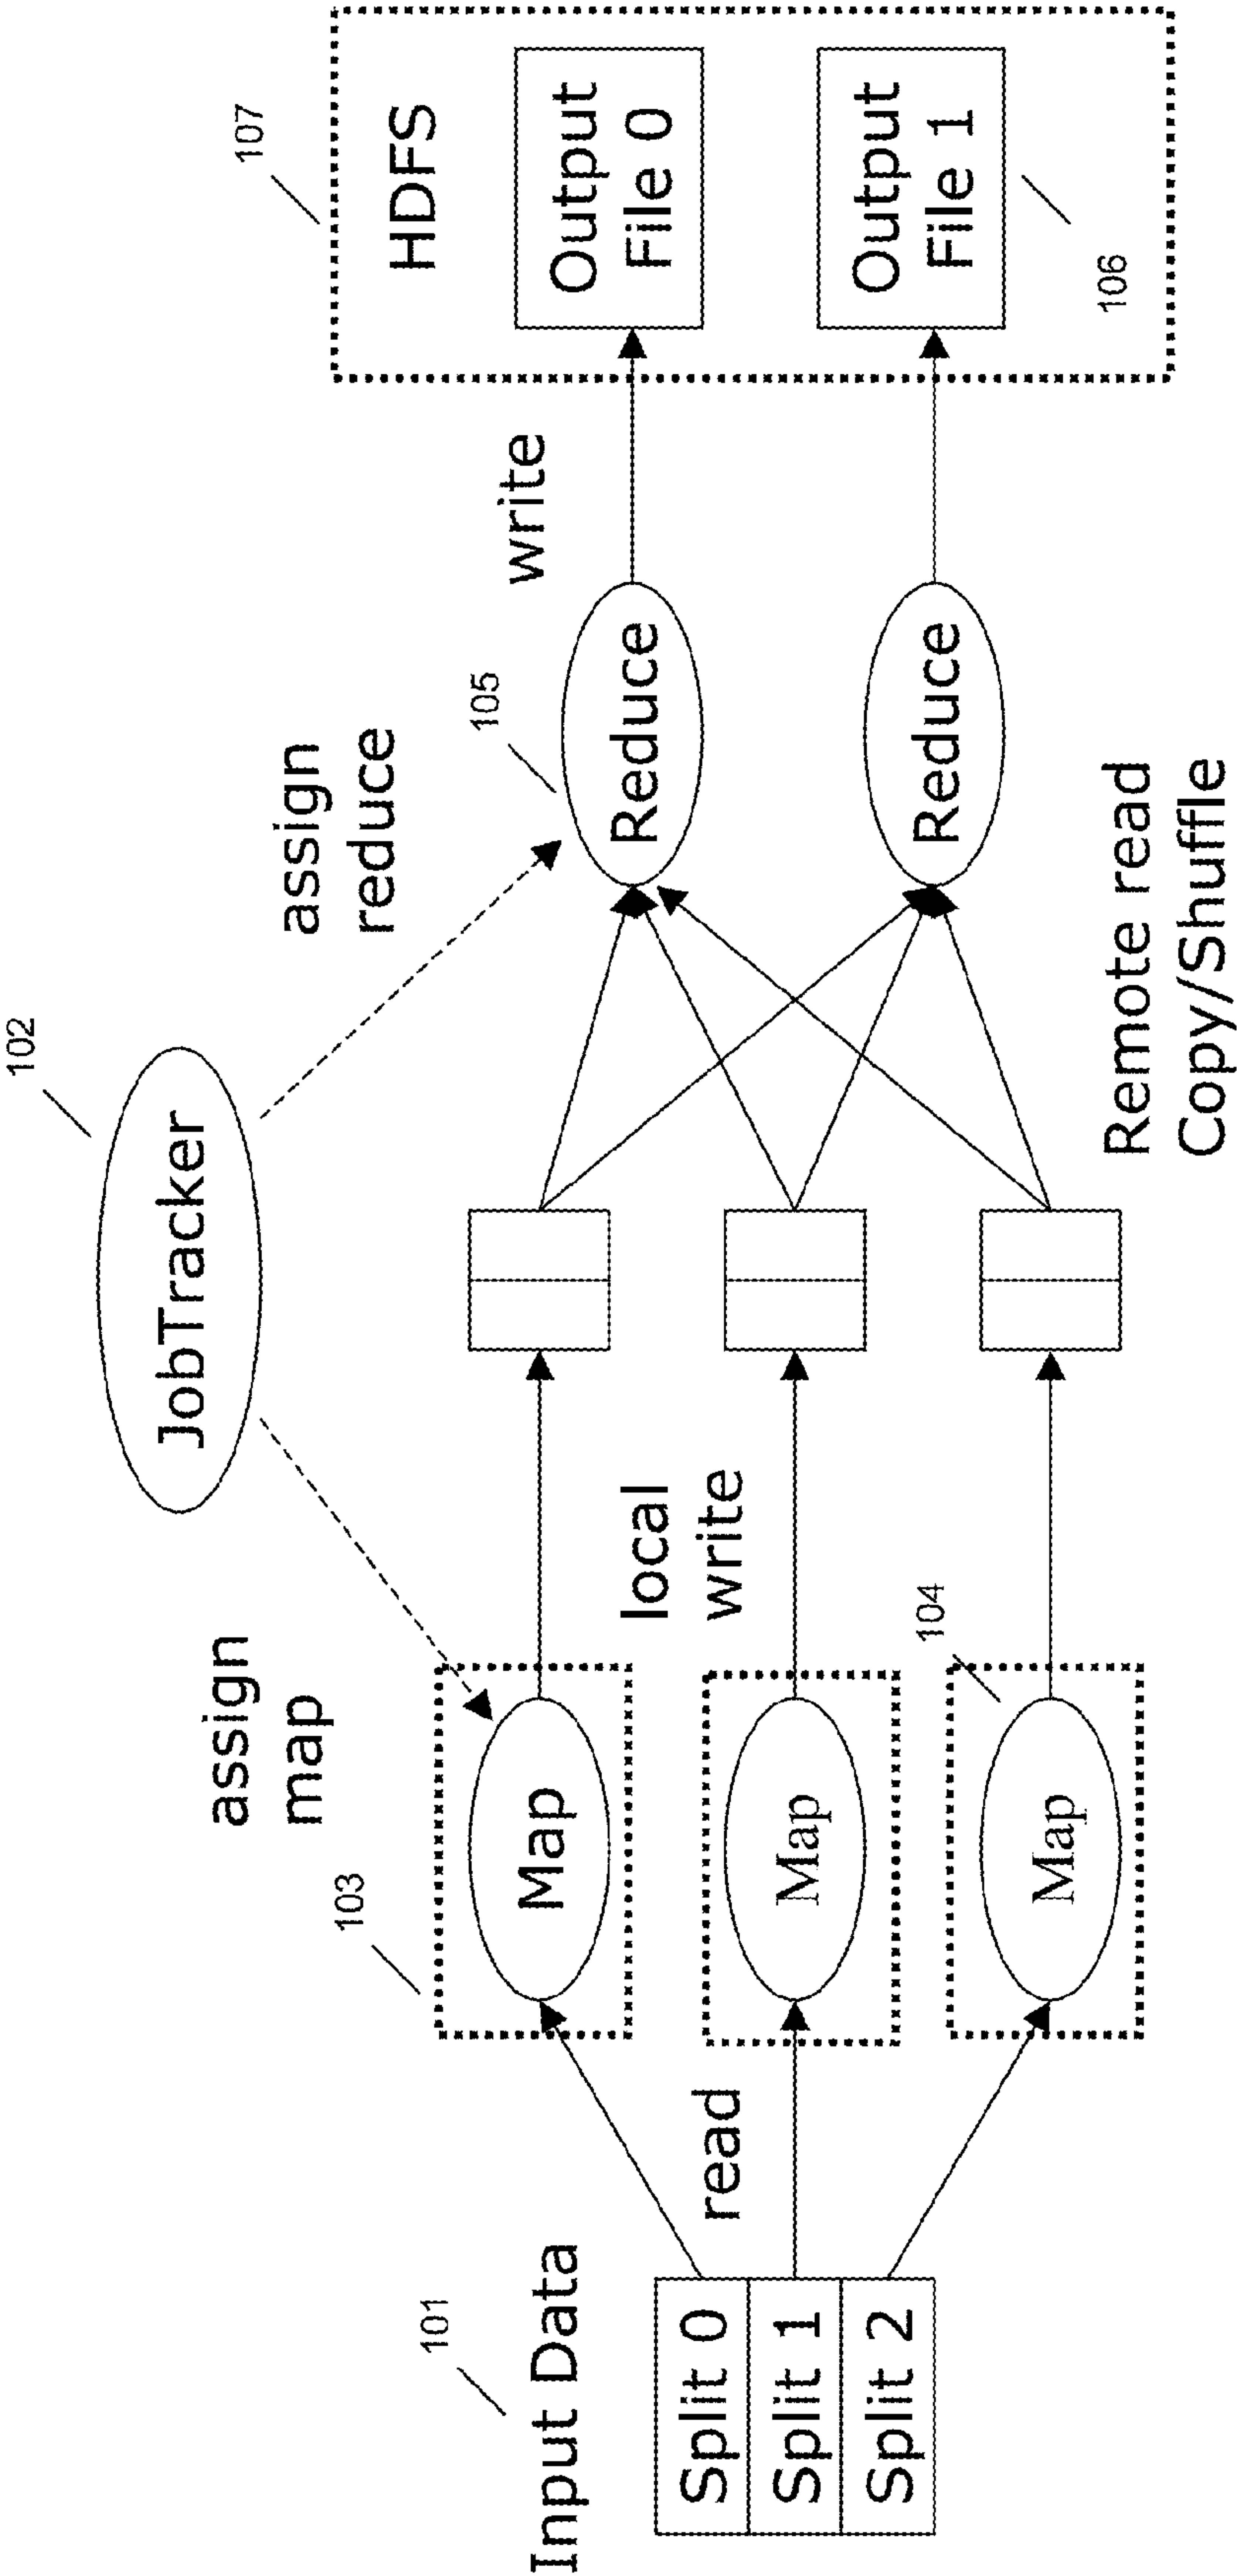 102
JobTracker
assign
map
assign
reduce
107
HDFS
103
101
Input Data
Split 0
Split 1
Split 2
read
Map
Map
Map
104
local
write
105
Reduce
Reduce
write
Output
File 0
Output
File 1
106
Remote read
Copy/Shuffle